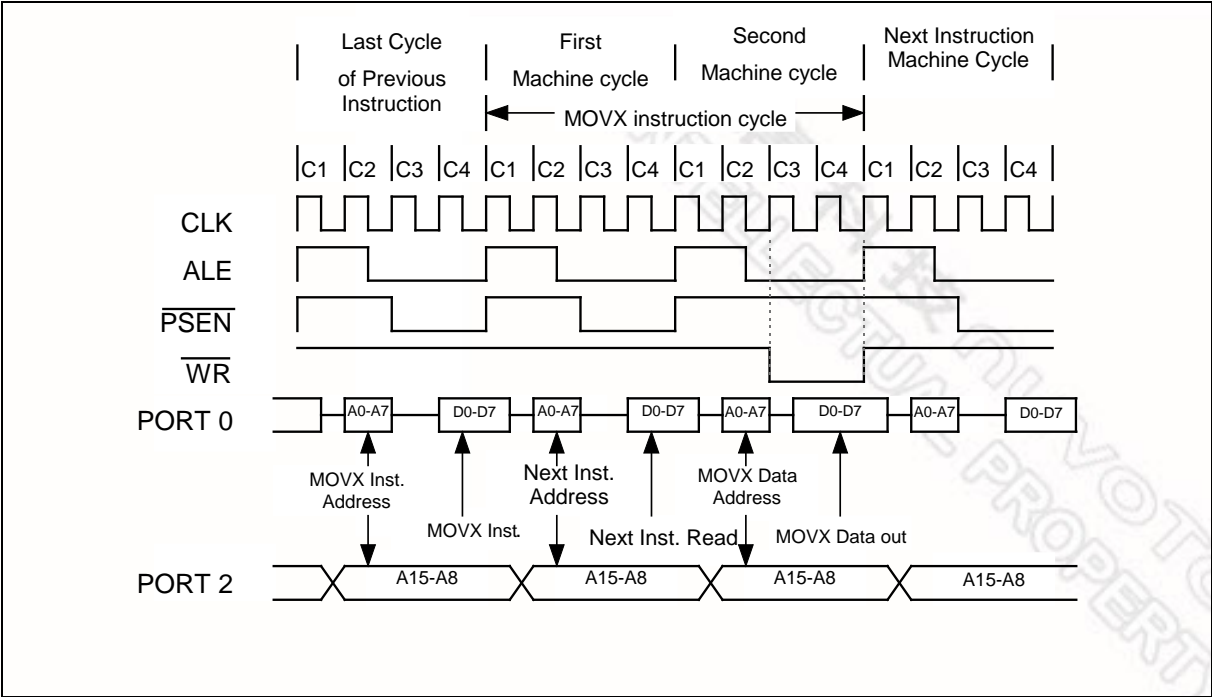 Last Cycle
of Previous
Instruction
First
Machine cycle
Second
Machine cycle
Next Instruction
Machine Cycle
MOVX instruction cycle
C1 C2 C3 C4 C1 C2 C3 C4 C1 C2 C3 C4 C1 C2 C3 C4
CLK
ALE
PSEN
WR
PORT 0
A0-A7 D0-D7 A0-A7 D0-D7 A0-A7 D0-D7 A0-A7 D0-D7
MOVX Inst.
Address
MOVX Inst.
Next Inst.
Address
Next Inst. Read
MOVX Data
Address
MOVX Data out
PORT 2
A15-A8 A15-A8 A15-A8 A15-A8